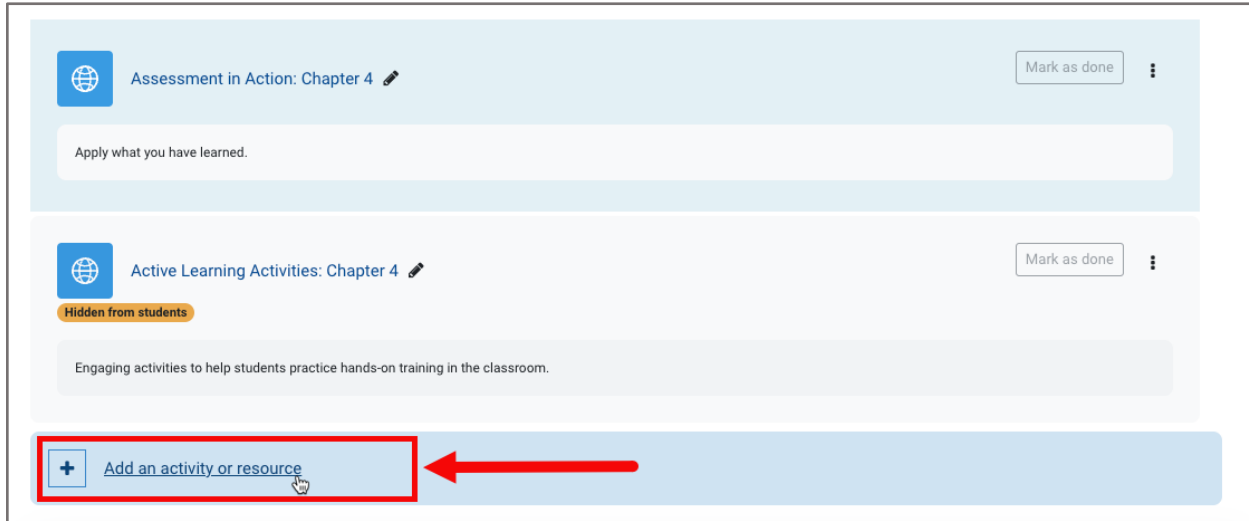 Assessment in Action: Chapter 4
Mark as done
Apply what you have learned.
Active Learning Activities: Chapter 4
Mark as done
Hidden from students
Engaging activities to help students practice hands-on training in the classroom.
+ Add an activity or resource